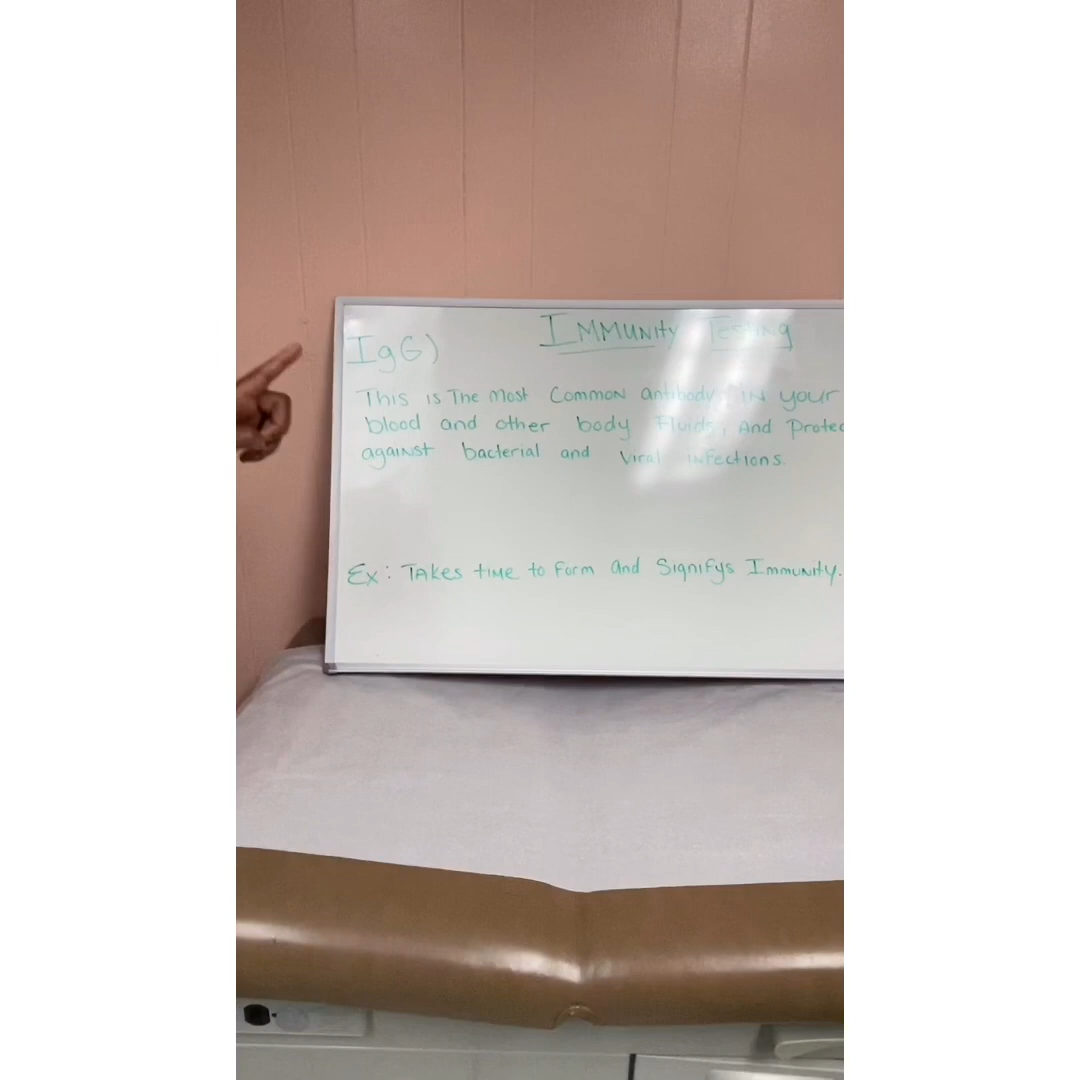 IMMUNity Testing
IgG)
This is The Most Common antibody IN your
blood and other body Fluids, And Protec
against bacterial and Viral infections.
Ex: Takes time to Form and Signifys Immunity.